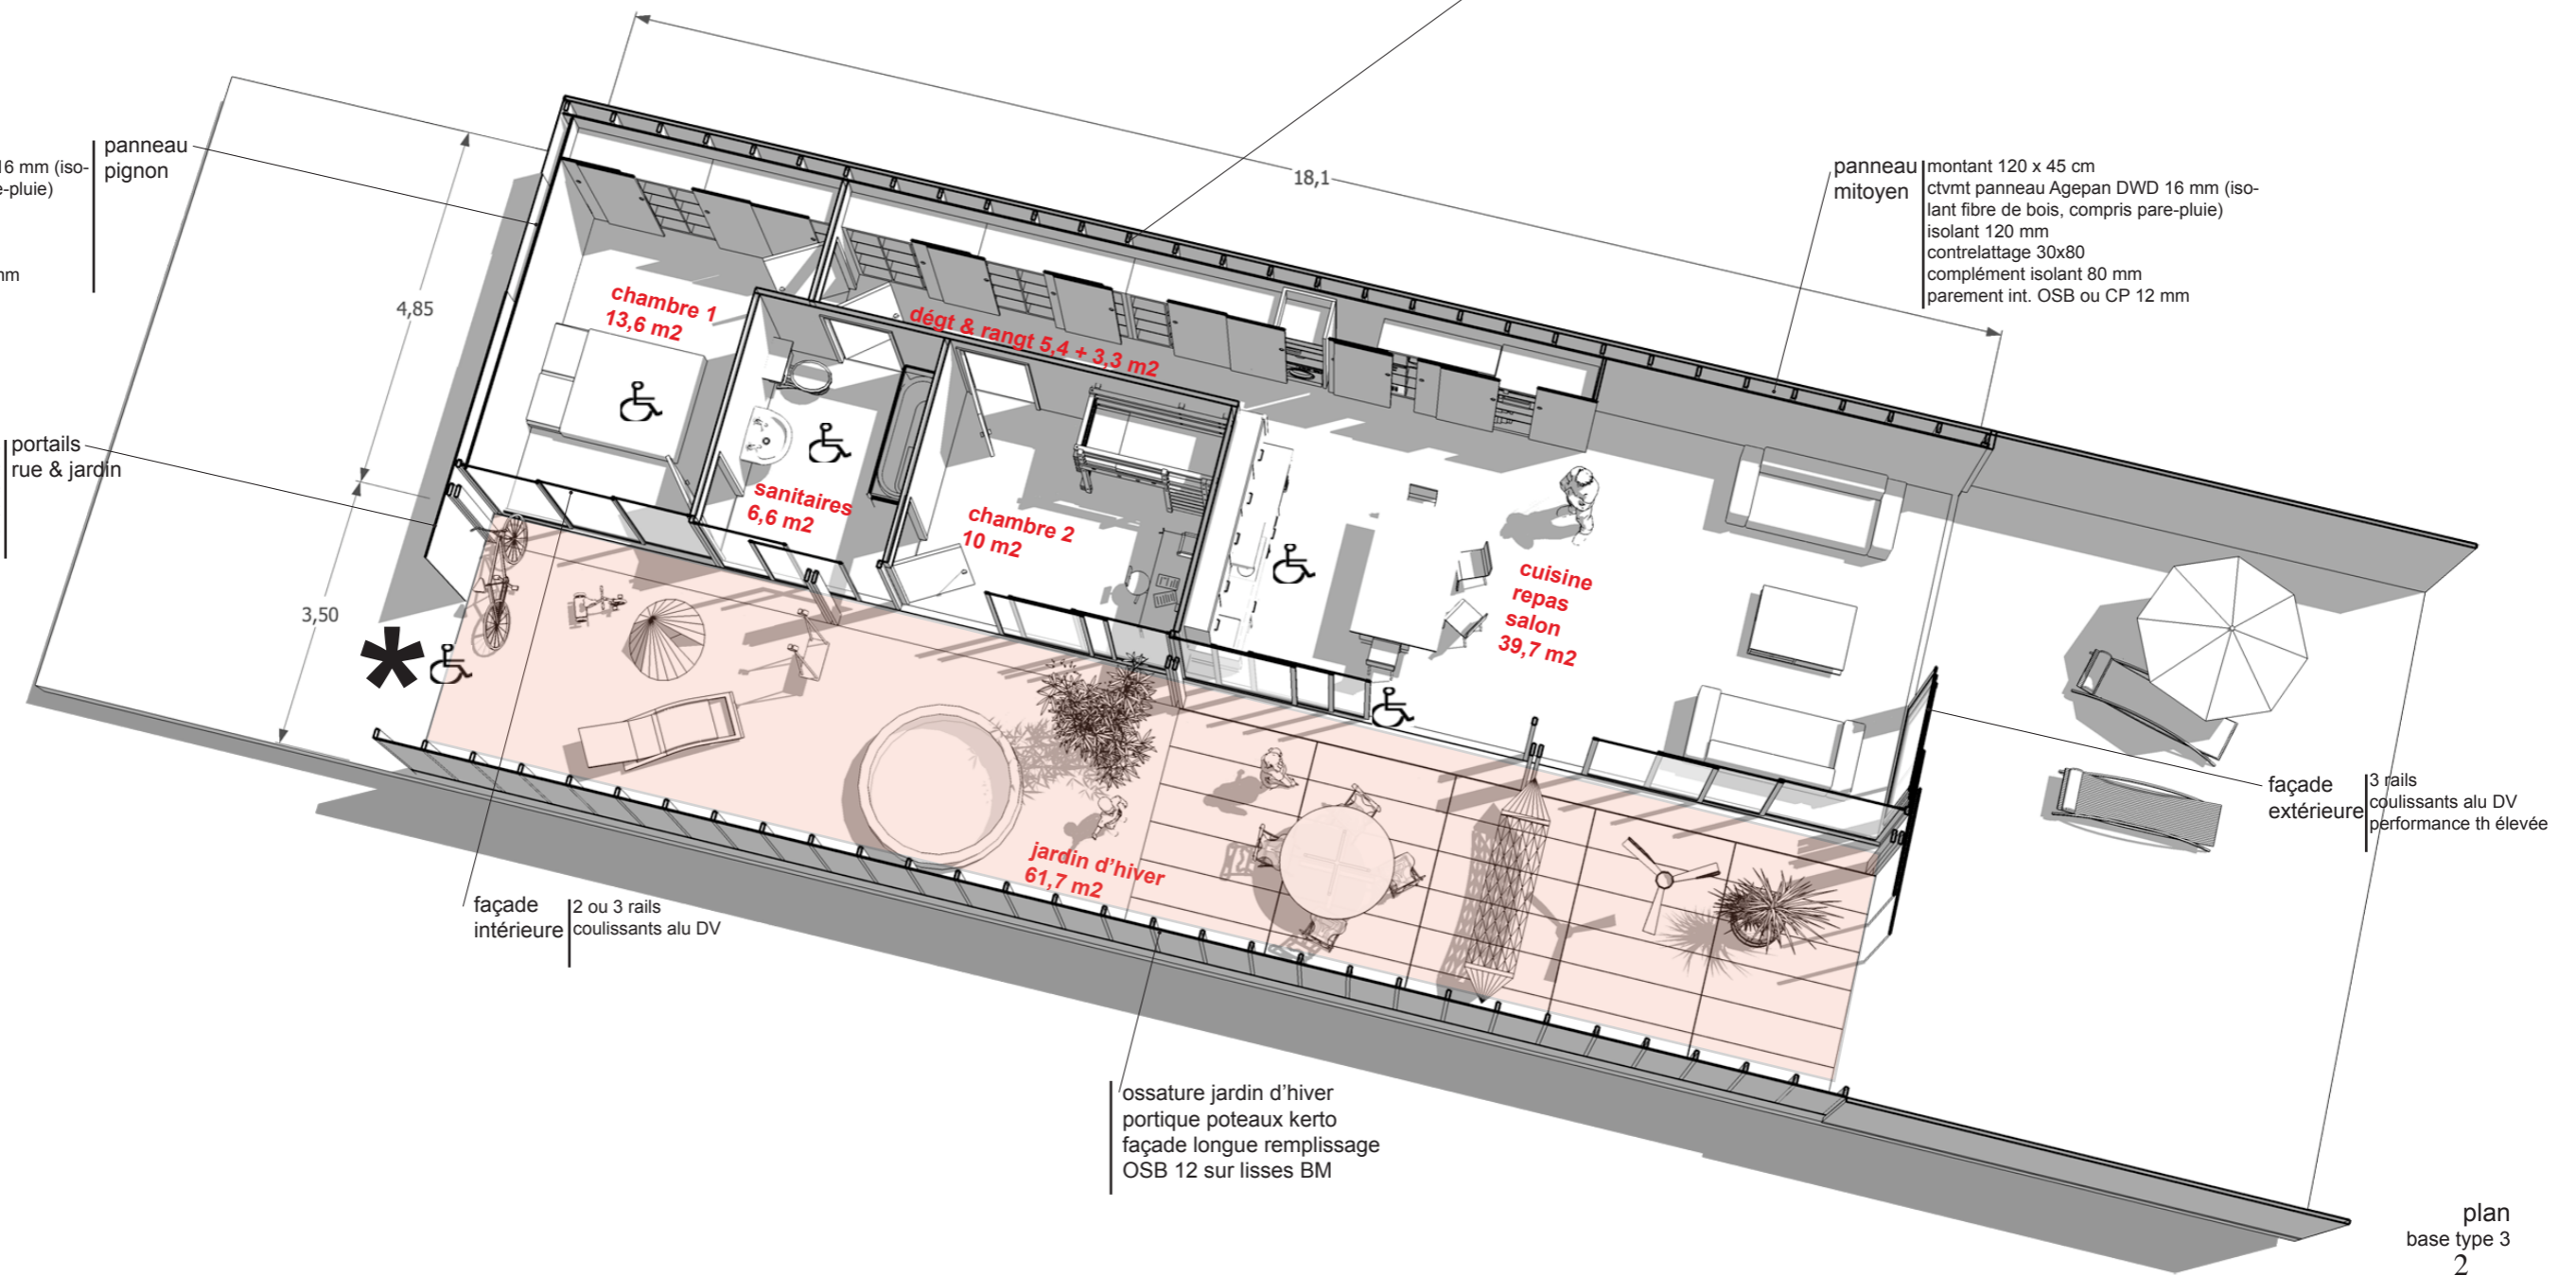 18,1
16 mm (iso-
e-pluie)
mm
panneau
pignon
panneau
mitoyen
montant 120 x 45 cm
ctvmt panneau Agepan DWD 16 mm (iso-
lant fibre de bois, compris pare-pluie)
isolant 120 mm
contrelattage 30x80
complément isolant 80 mm
parement int. OSB ou CP 12 mm
4,85
chambre 1
13,6 m2
dégt & rangt 5,4 + 3,3 m2
portails
rue & jardin
sanitaires
6,6 m2
chambre 2
10 m2
cuisine
repas
salon
39,7 m2
3,50
*
façade
extérieure
3 rails
coulissants alu DV
performance th élevée
jardin d'hiver
61,7 m2
façade
intérieure
2 ou 3 rails
coulissants alu DV
ossature jardin d'hiver
portique poteaux kerto
façade longue remplissage
OSB 12 sur lisses BM
plan
base type 3
2